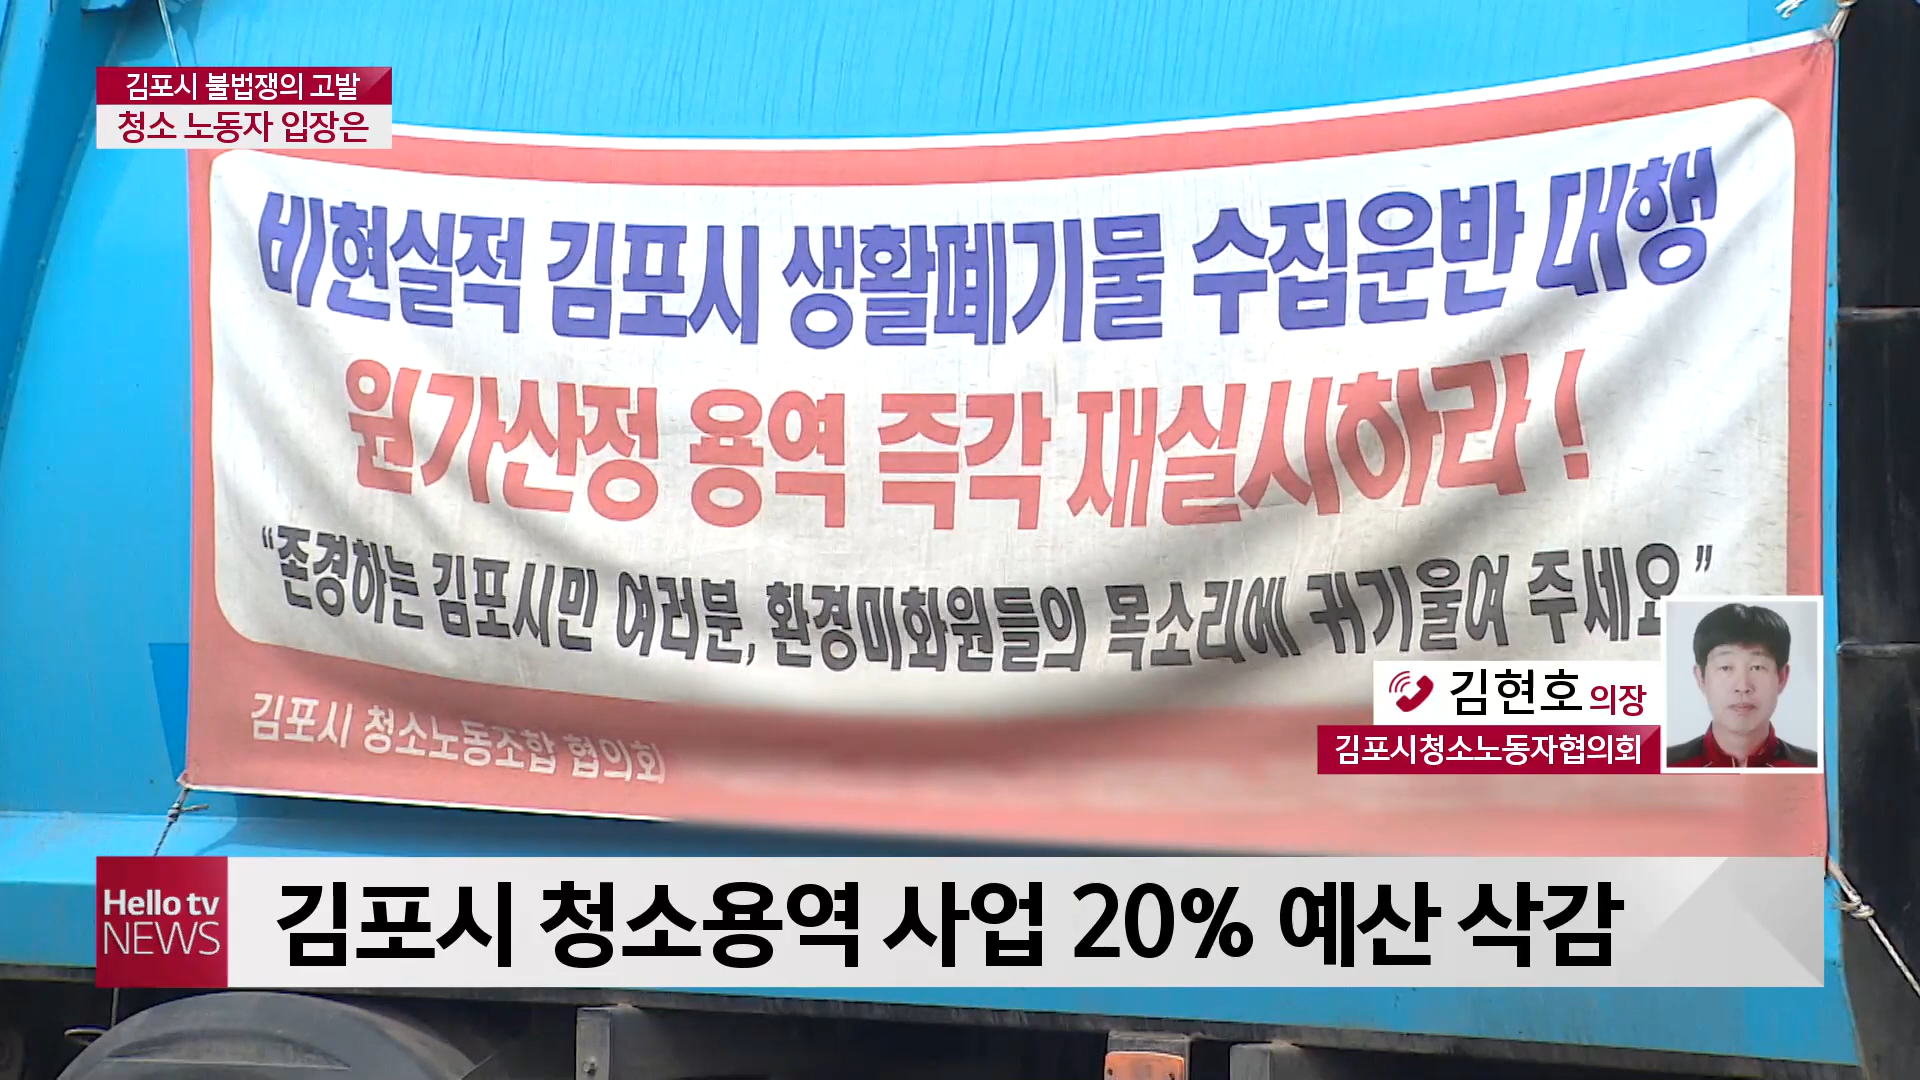 김포시 불법쟁의 고발
청소 노동자 입장은
비현실적 김포시 생활폐기물 수집운반 대행
원가산정 용역 즉각 재실시하라!
“존경하는 김포시민 여러분, 환경미화원들의 목소리에 귀기울여 주세요”
김포시 청소노동조합 협의회
김현호 의장
김포시청소노동자협의회
Hello tv
NEWS
김포시 청소용역 사업 20% 예산 삭감